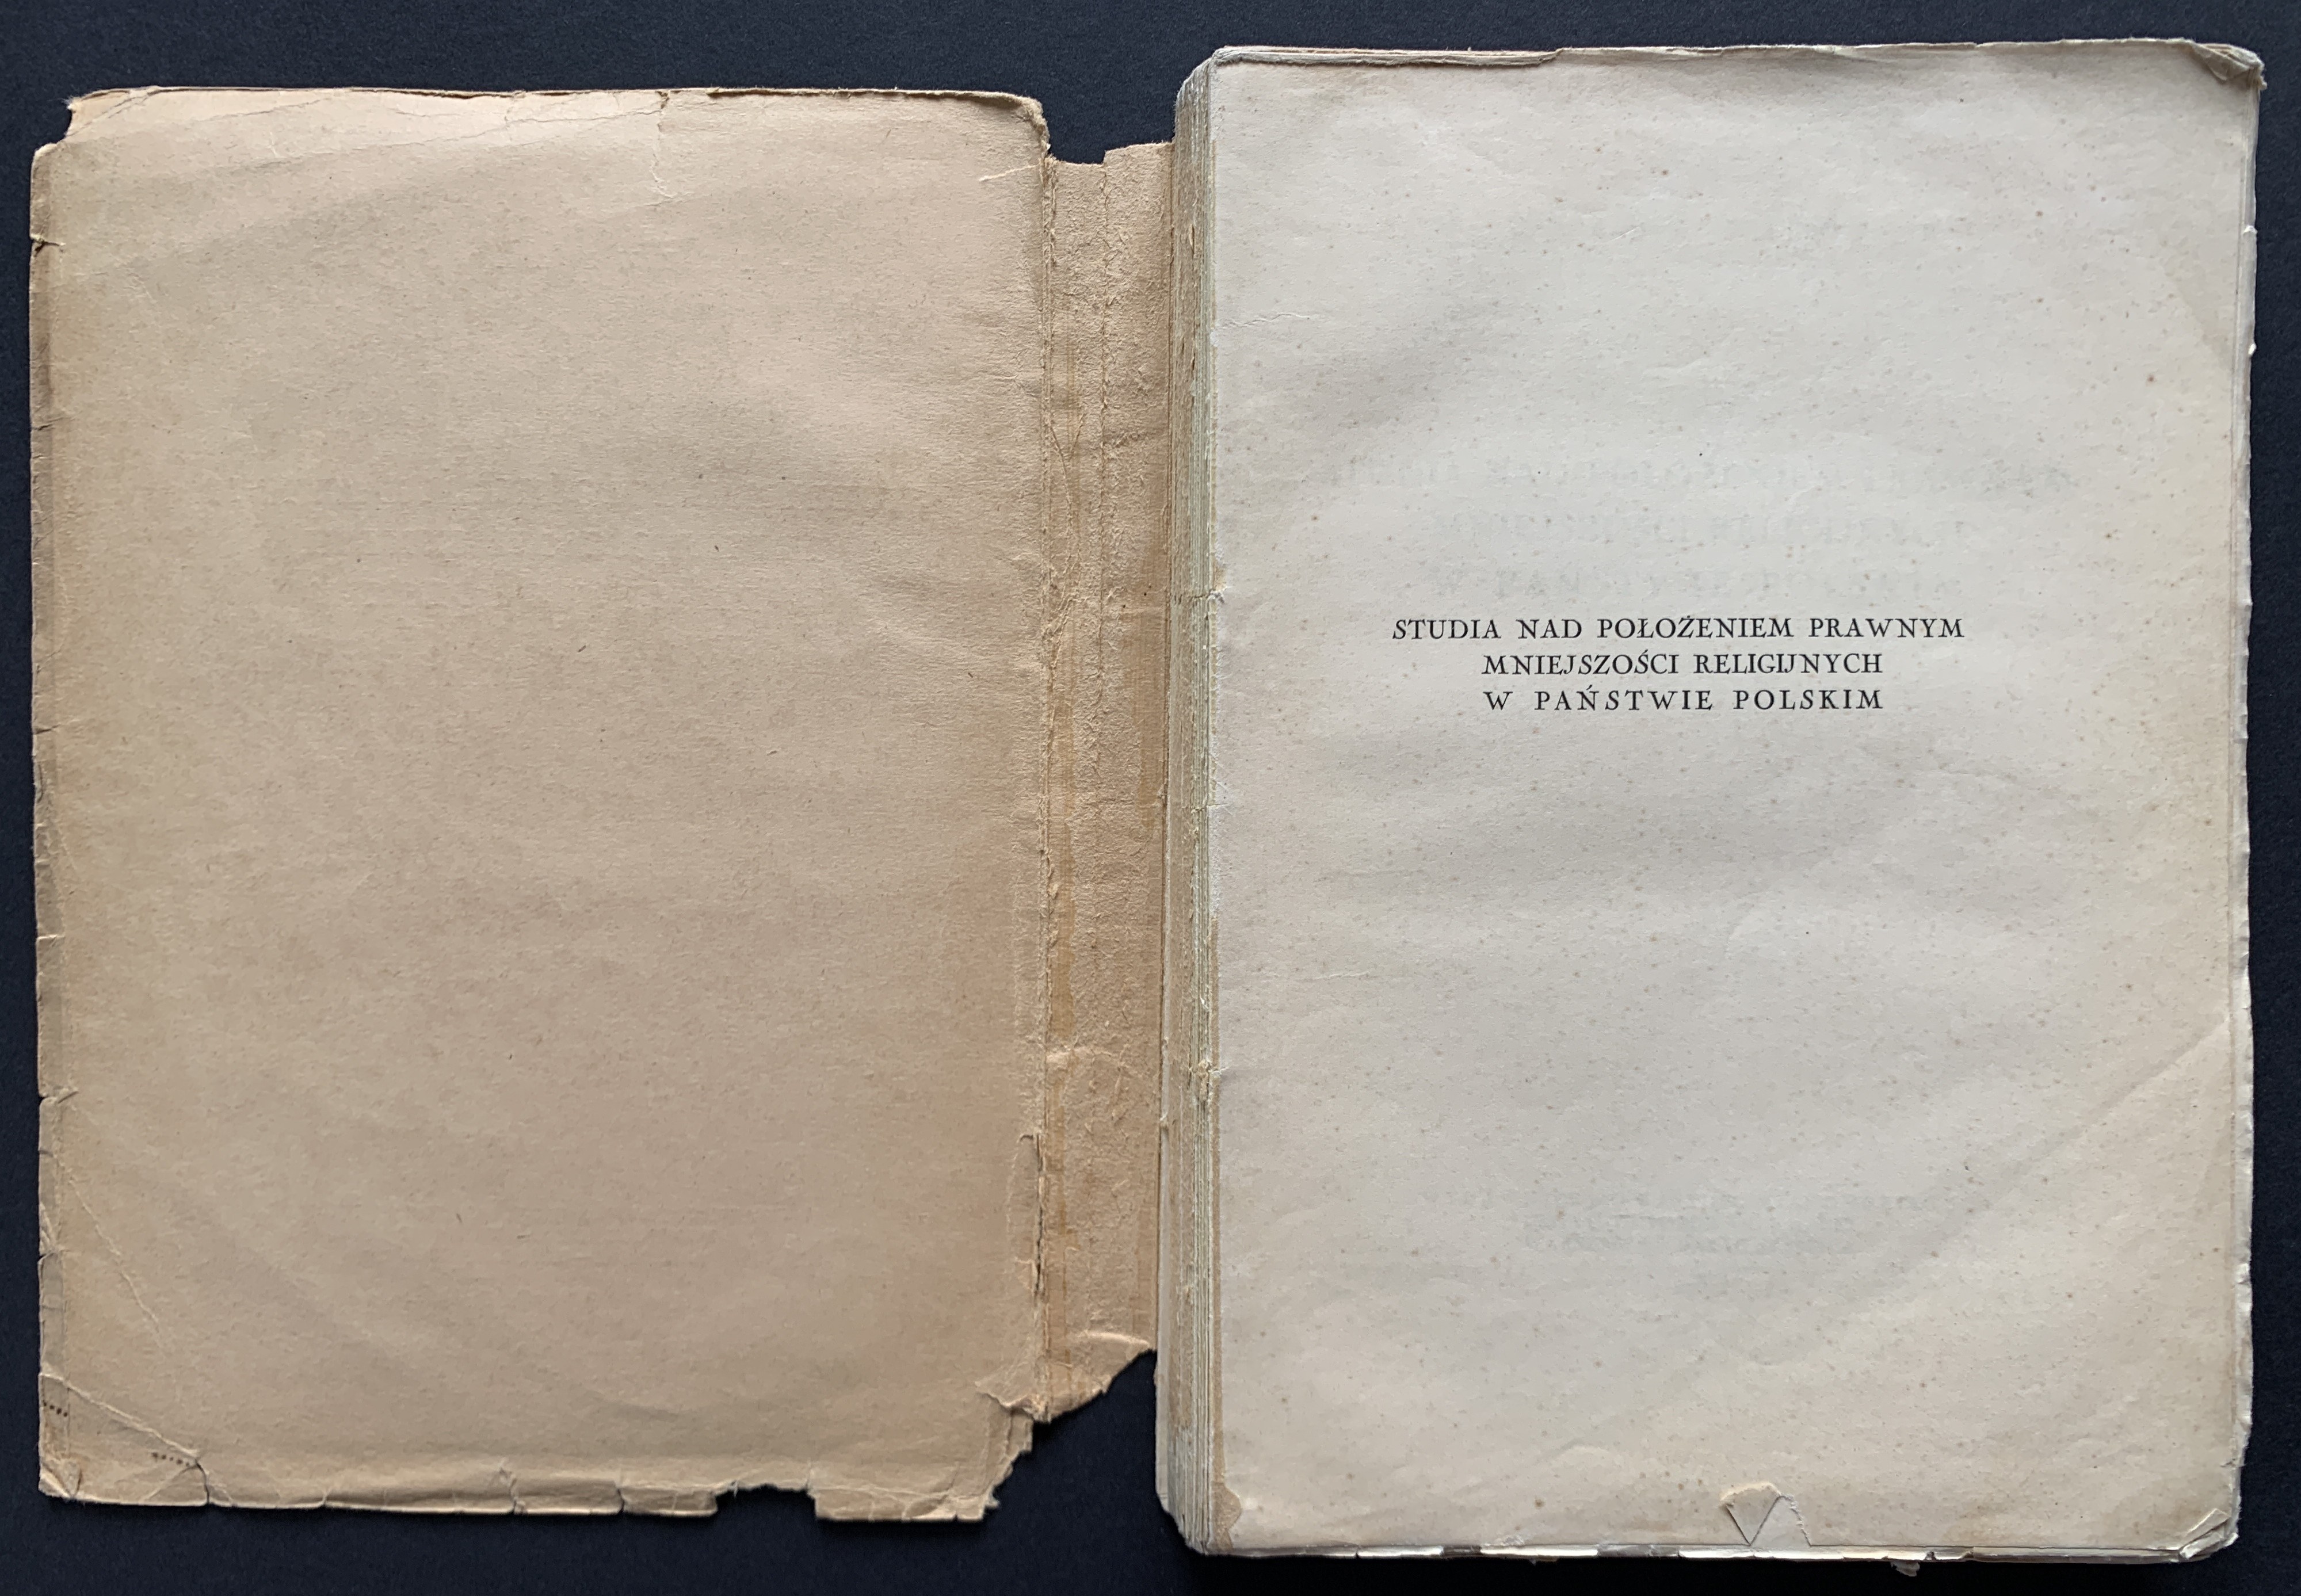 STUDIA NAD POŁOŻENIEM PRAWNYM
MNIEJSZOŚCI RELIGIJNYCH
W PAŃSTWIE POLSKIM